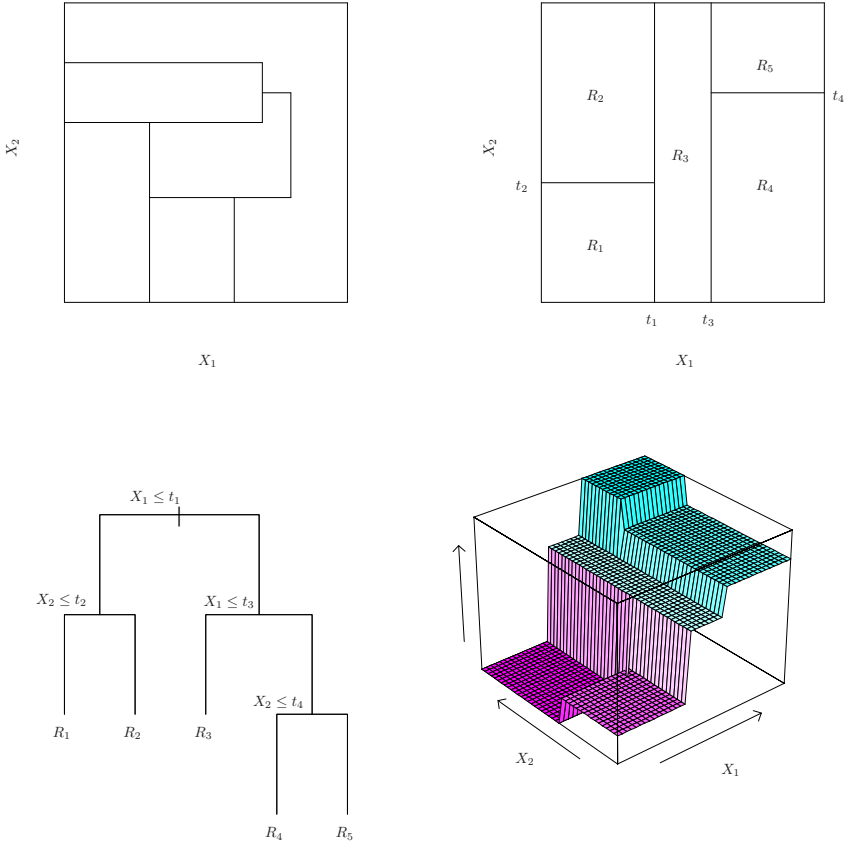 X₂
X₁
R₅
R₂
t₄
X₂
R₃
t₂
R₄
R₁
t₁
t₃
X₁
X₁ ≤ t₁
X₂ ≤ t₂
X₁ ≤ t₃
X₂ ≤ t₄
R₁
R₂
R₃
R₄
R₅
X₂
X₁